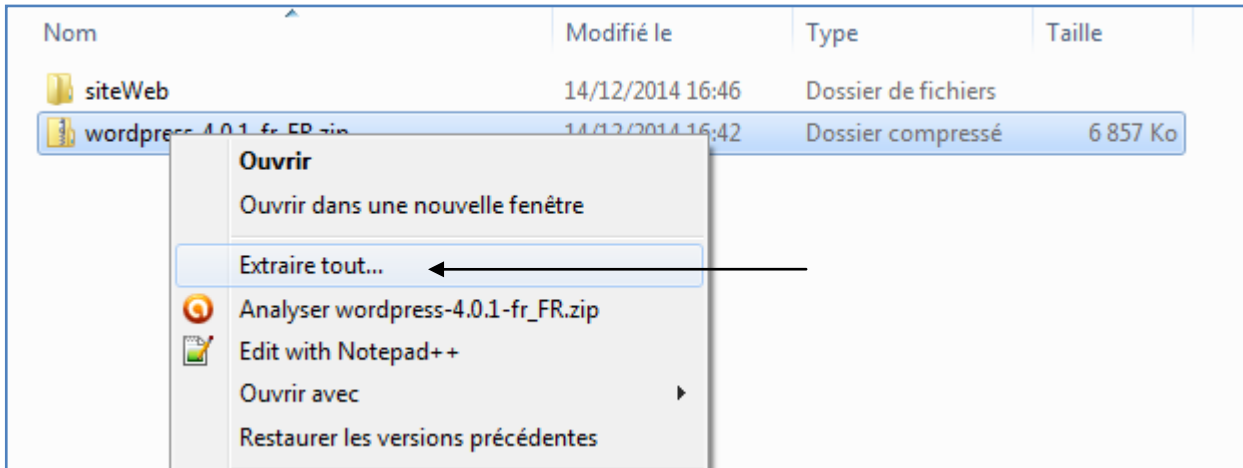 Nom Modifié le Type Taille
siteWeb 14/12/2014 16:46 Dossier de fichiers
wordpress-4.0.1-fr_FR.zip 14/12/2014 16:42 Dossier compressé 6 857 Ko
Ouvrir
Ouvrir dans une nouvelle fenêtre
Extraire tout...
Analyser wordpress-4.0.1-fr_FR.zip
Edit with Notepad++
Ouvrir avec
Restaurer les versions précédentes